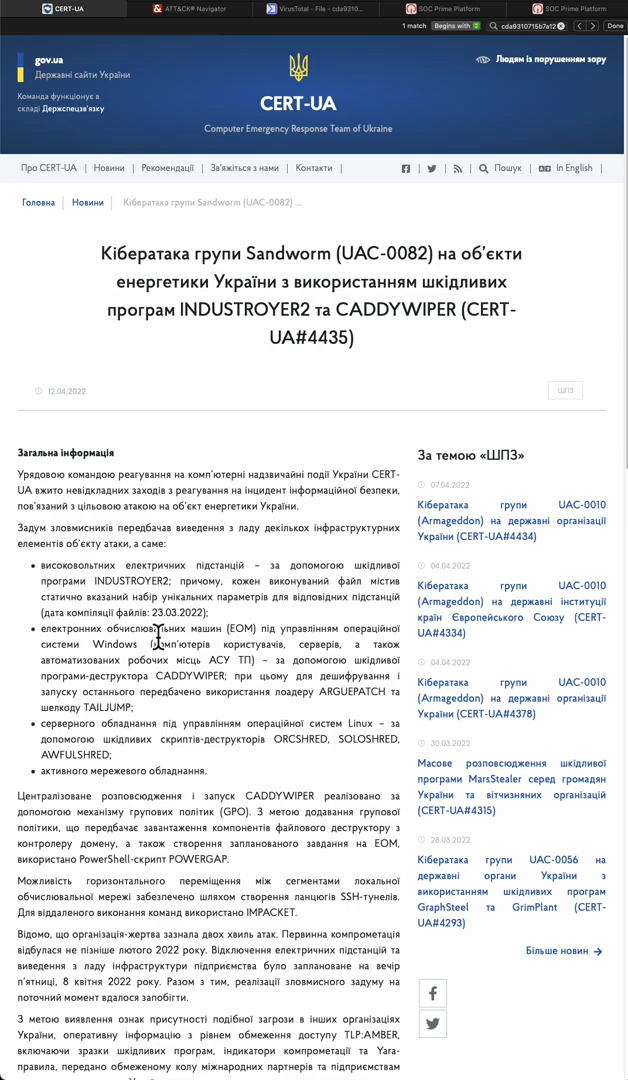 CERT-UA
ATT&CK® Navigator
VirusTotal - File - cda9310...
SOC Prime Platform
SOC Prime Platform
1 match
Begins with
cda9310715b7a12
Done
gov.ua
Державні сайти України
Команда функціонує в
складі Держспецзв'язку
CERT-UA
Computer Emergency Response Team of Ukraine
Людям із порушенням зору
Про CERT-UA
Новини
Рекомендації
Зв'яжіться з нами
Контакти
Пошук
In English
Головна
Новини
Кібератака групи Sandworm (UAC-0082) ...
Кібератака групи Sandworm (UAC-0082) на об'єкти
енергетики України з використанням шкідливих
програм INDUSTROYER2 та CADDYWIPER (CERT-
UA#4435)
12.04.2022
ШПЗ
Загальна інформація
Урядовою командою реагування на комп'ютерні надзвичайні події України CERT-
UA вжито невідкладних заходів з реагування на інцидент інформаційної безпеки,
пов'язаний з цільовою атакою на об'єкт енергетики України.
Задум зловмисників передбачав виведення з ладу декількох інфраструктурних
елементів об'єкту атаки, а саме:
високовольтних електричних підстанцій – за допомогою шкідливої
програми INDUSTROYER2; причому, кожен виконуваний файл містив
статично вказаний набір унікальних параметрів для відповідних підстанцій
(дата компіляції файлів: 23.03.2022);
електронних обчислювальних машин (ЕОМ) під управлінням операційної
системи Windows (комп'ютерів користувачів, серверів, а також
автоматизованих робочих місць АСУ ТП) – за допомогою шкідливої
програми-деструктора CADDYWIPER; при цьому для дешифрування і
запуску останнього передбачено використання лоадеру ARGUEPATCH та
шелкоду TAILJUMP;
серверного обладнання під управлінням операційної систем Linux – за
допомогою шкідливих скриптів-деструкторів ORCSHRED, SOLOSHRED,
AWFULSHRED;
активного мережевого обладнання.
Централізоване розповсюдження і запуск CADDYWIPER реалізовано за
допомогою механізму групових політик (GPO). З метою додавання групової
політики, що передбачає завантаження компонентів файлового деструктору з
контролеру домену, а також створення запланованого завдання на ЕОМ,
використано PowerShell-скрипт POWERGAP.
Можливість горизонтального переміщення між сегментами локальної
обчислювальної мережі забезпечено шляхом створення ланцюгів SSH-тунелів.
Для віддаленого виконання команд використано IMPACKET.
Відомо, що організація-жертва зазнала двох хвиль атак. Первинна компрометація
відбулася не пізніше лютого 2022 року. Відключення електричних підстанцій та
виведення з ладу інфраструктури підприємства було заплановане на вечір
п'ятниці, 8 квітня 2022 року. Разом з тим, реалізації зловмисного задуму на
поточний момент вдалося запобігти.
З метою виявлення ознак присутності подібної загрози в інших організаціях
України, оперативну інформацію з рівнем обмеження доступу TLP:AMBER,
включаючи зразки шкідливих програм, індикатори компрометації та Yara-
правила, передано обмеженому колу міжнародних партнерів та підприємствам
За темою «ШПЗ»
07.04.2022
Кібератака групи UAC-0010
(Armageddon) на державні організації
України (CERT-UA#4434)
04.04.2022
Кібератака групи UAC-0010
(Armageddon) на державні інституції
країн Європейського Союзу (CERT-
UA#4334)
04.04.2022
Кібератака групи UAC-0010
(Armageddon) на державні організації
України (CERT-UA#4378)
30.03.2022
Масове розповсюдження шкідливої
програми MarsStealer серед громадян
України та вітчизняних організацій
(CERT-UA#4315)
28.03.2022
Кібератака групи UAC-0056 на
державні органи України з
використанням шкідливих програм
GraphSteel та GrimPlant (CERT-
UA#4293)
Більше новин